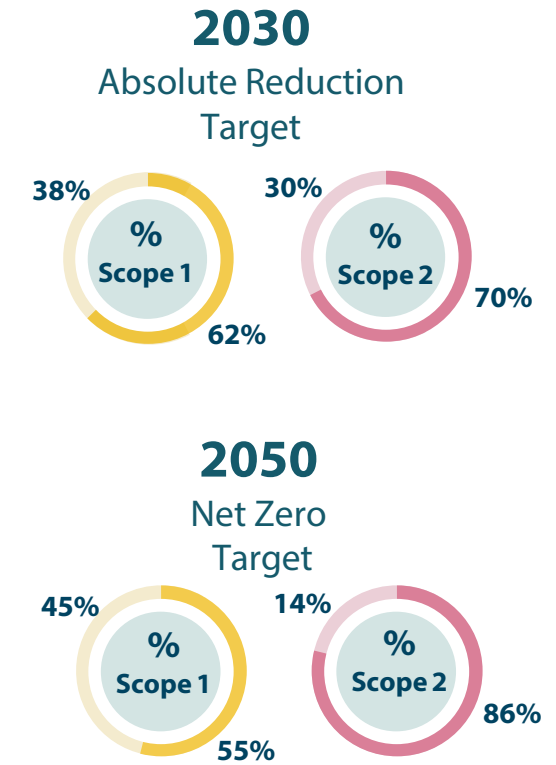 2030
Absolute Reduction
Target
38%
%
Scope 1
62%
30%
%
Scope 2
70%
2050
Net Zero
Target
45%
%
Scope 1
55%
14%
%
Scope 2
86%